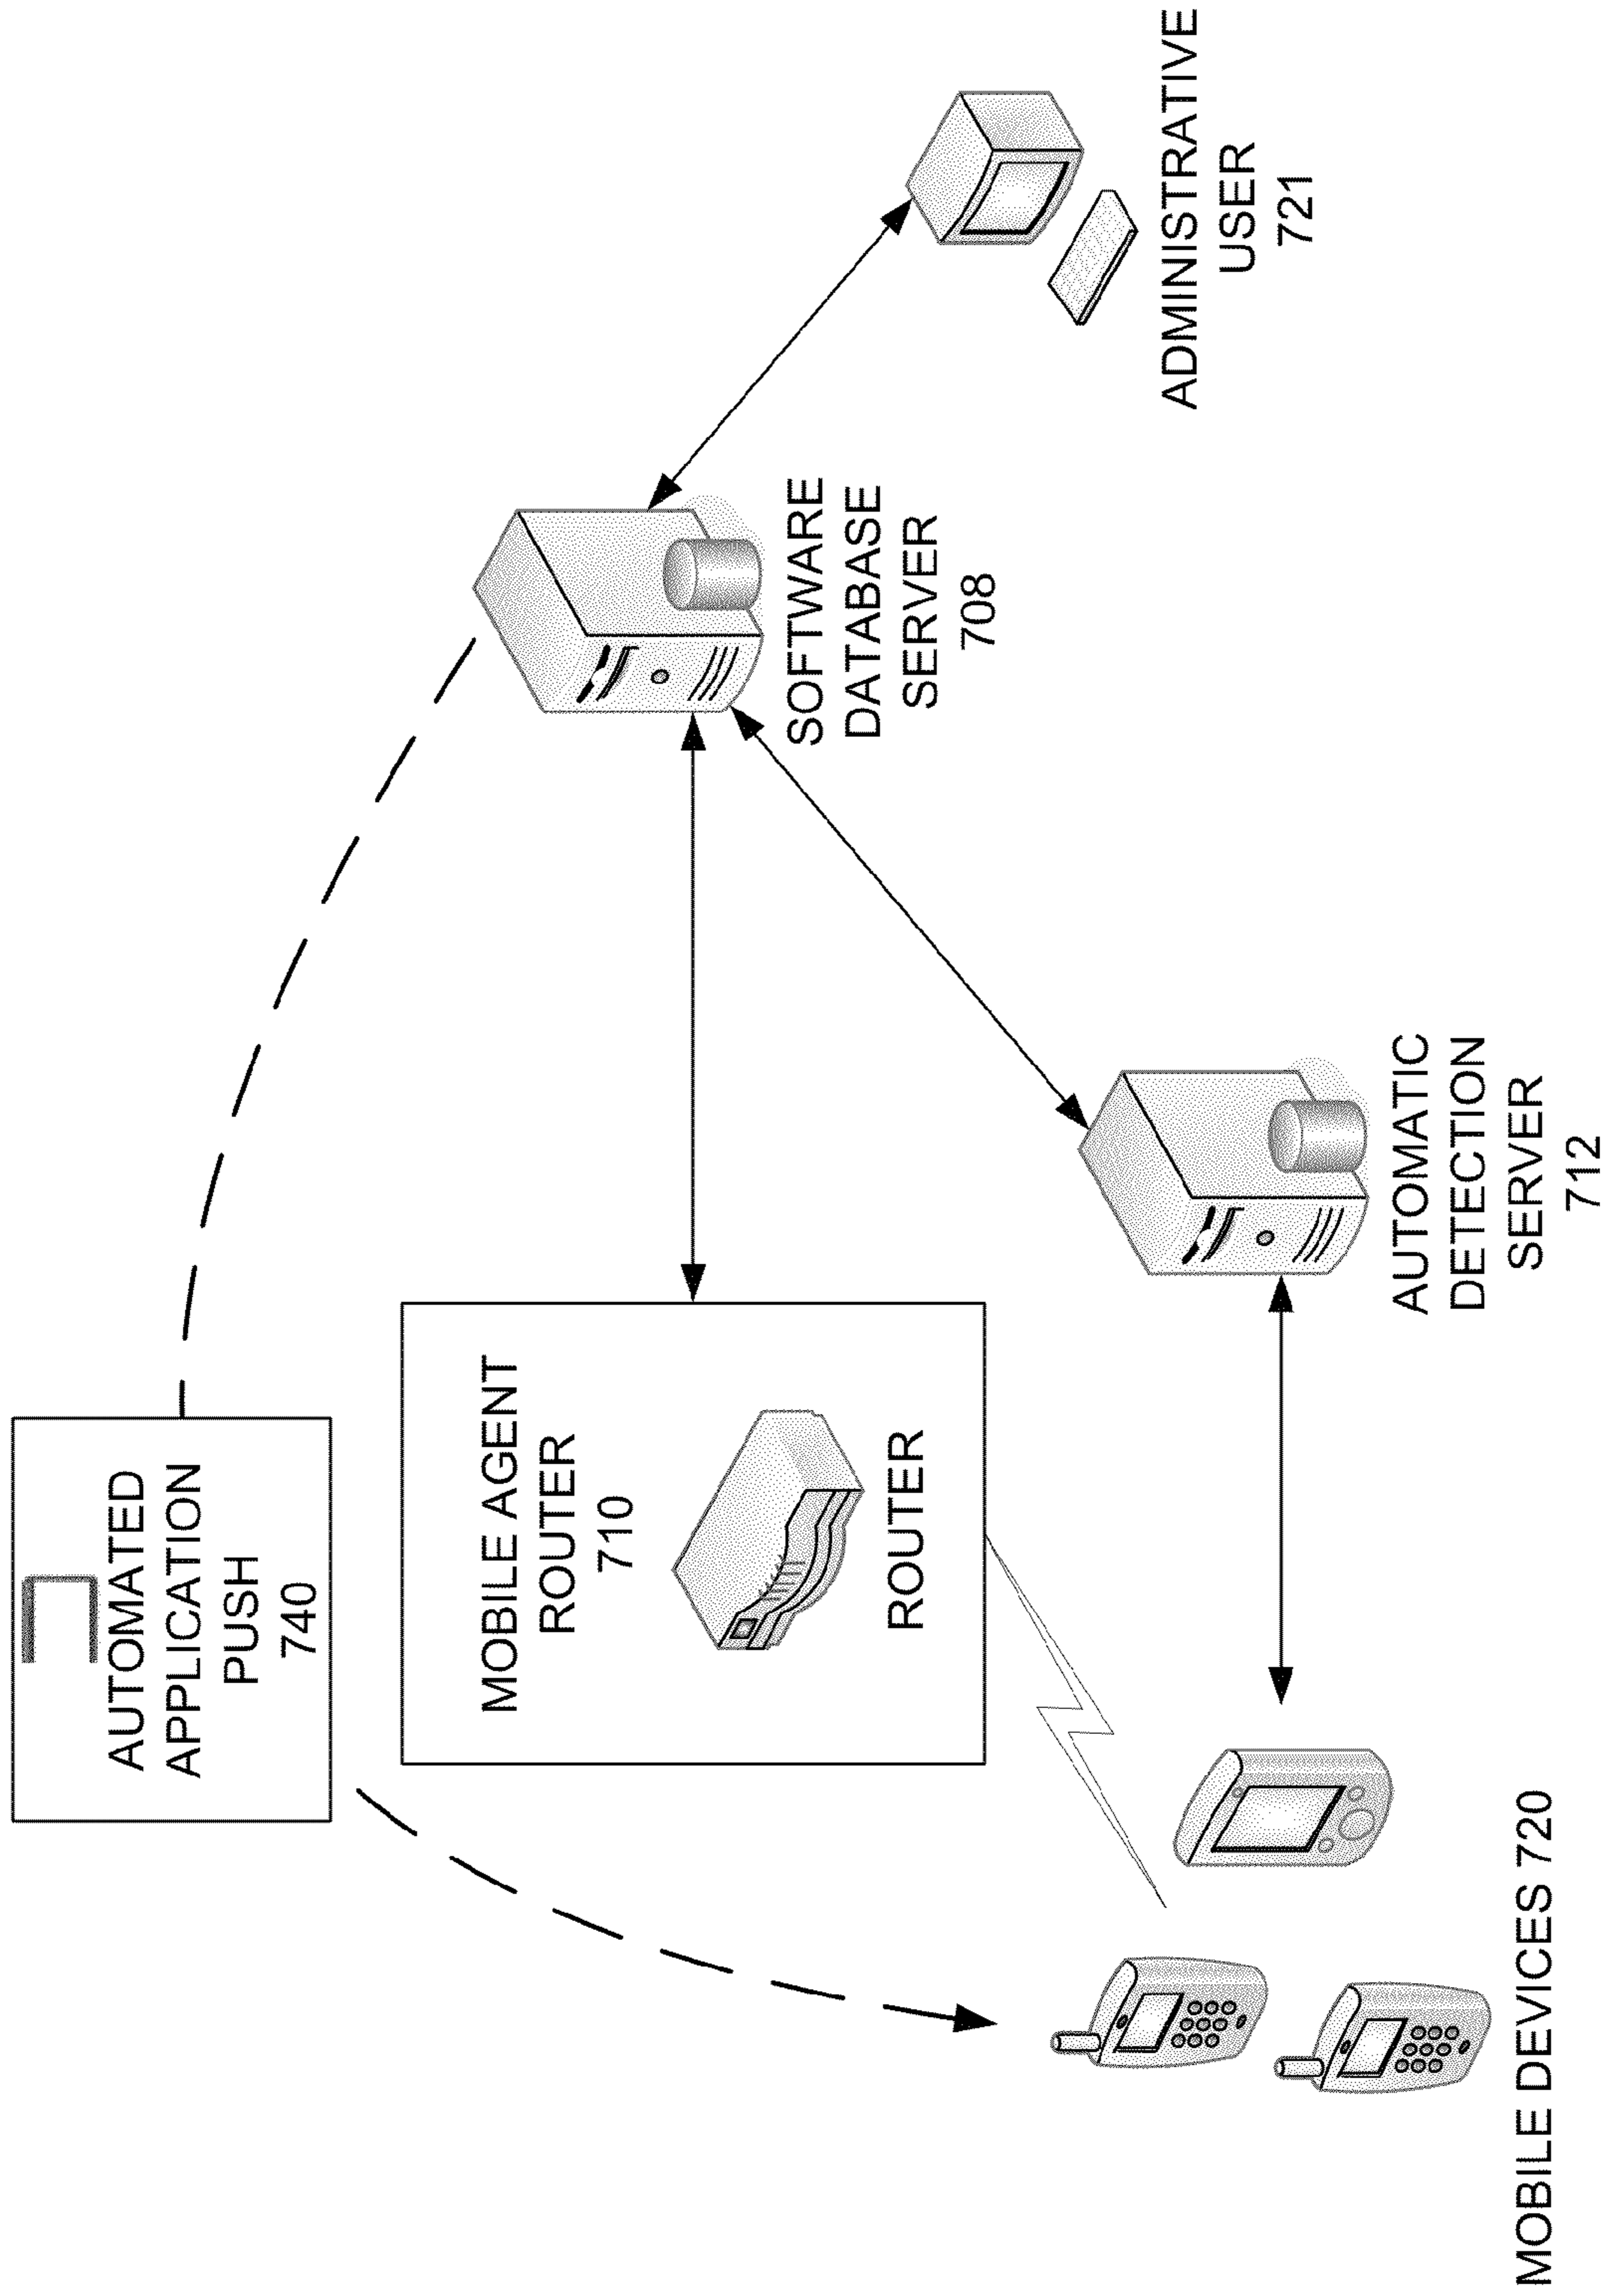 AUTOMATED
APPLICATION
PUSH
740
MOBILE AGENT
ROUTER
710
ROUTER
SOFTWARE
DATABASE
SERVER
708
ADMINISTRATIVE
USER
721
AUTOMATIC
DETECTION
SERVER
712
MOBILE DEVICES 720